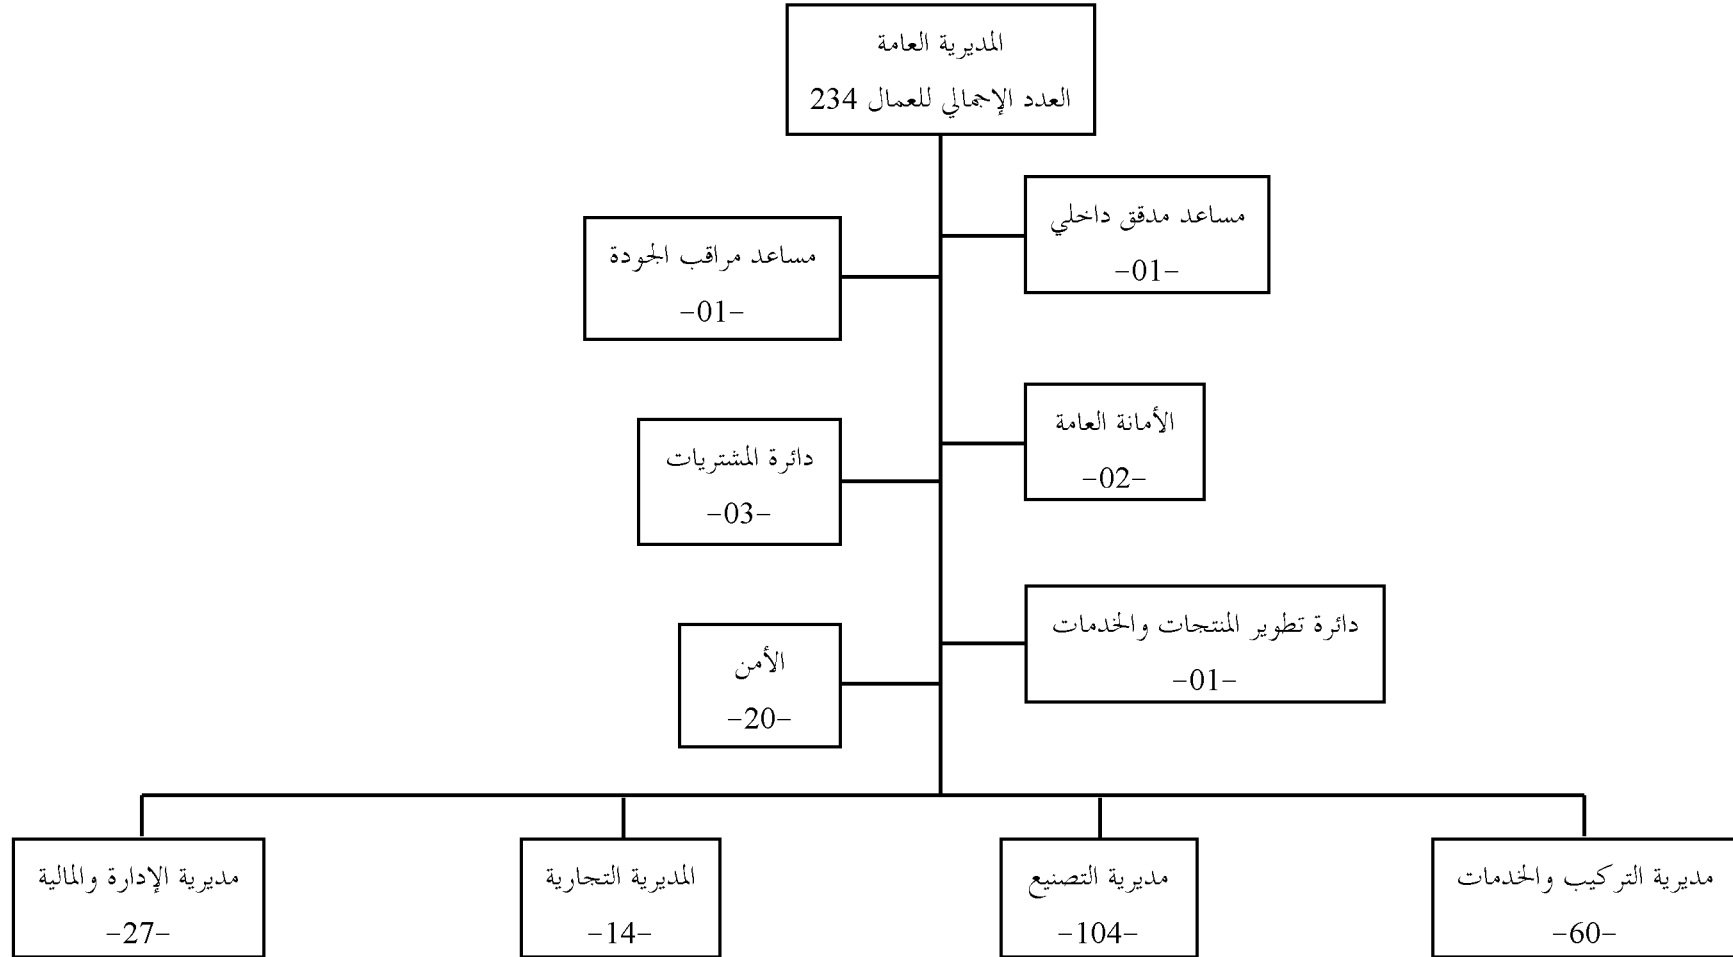 المديرية العامة
العدد الإجمالي للعمال 234
مساعد مدقق داخلي
-01-
مساعد مراقب الجودة
-01-
الأمانة العامة
-02-
دائرة المشتريات
-03-
دائرة تطوير المنتجات والخدمات
-01-
الأمن
-20-
مديرية التركيب والخدمات
-60-
مديرية التصنيع
-104-
المديرية التجارية
-14-
مديرية الإدارة والمالية
-27-